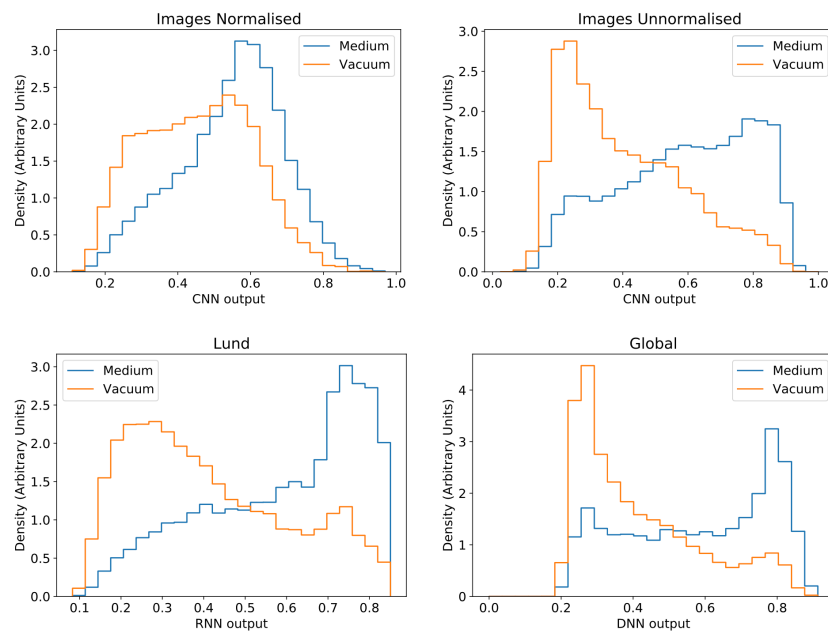 Images Normalised
Density (Arbitrary Units)
3.0
2.5
2.0
1.5
1.0
0.5
0.0
Medium
Vacuum
0.2 0.4 0.6 0.8 1.0
CNN output
Images Unnormalised
Density (Arbitrary Units)
3.0
2.5
2.0
1.5
1.0
0.5
0.0
Medium
Vacuum
0.0 0.2 0.4 0.6 0.8 1.0
CNN output
Lund
Density (Arbitrary Units)
3.0
2.5
2.0
1.5
1.0
0.5
0.0
Medium
Vacuum
0.1 0.2 0.3 0.4 0.5 0.6 0.7 0.8
RNN output
Global
Density (Arbitrary Units)
4
3
2
1
0
Medium
Vacuum
0.0 0.2 0.4 0.6 0.8
DNN output